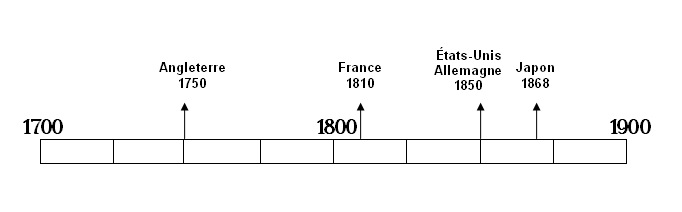 États-Unis
Angleterre France Allemagne Japon
1750 1810 1850 1868
1700 1800 1900